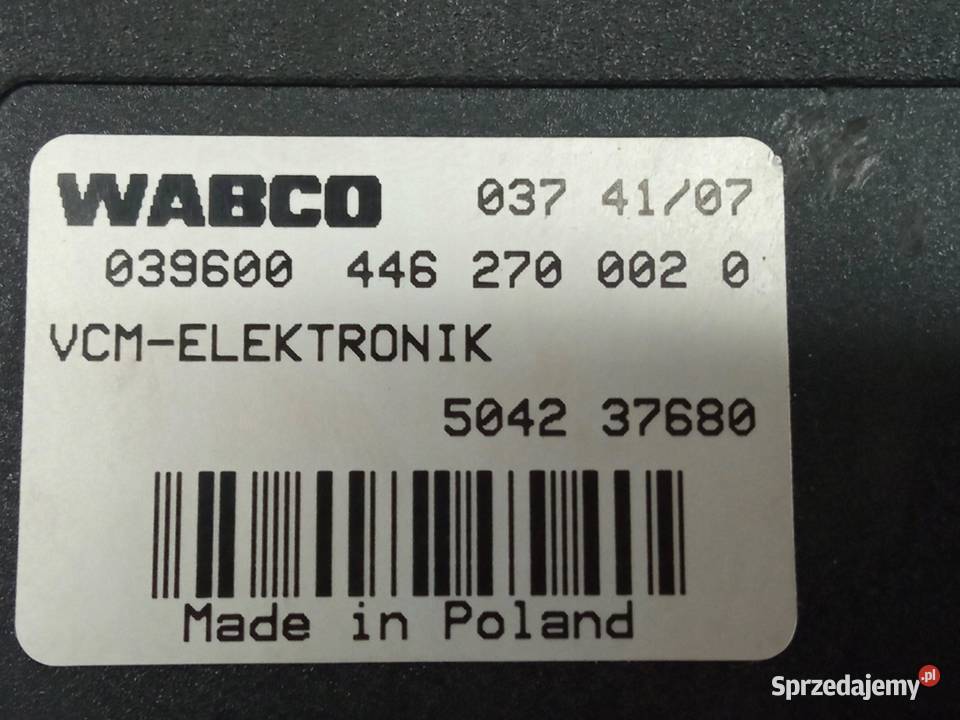 WABCO 037 41/07
039600 446 270 002 0
VCM-ELEKTRONIK
5042 37680
Made in Poland
Sprzedajemy.pl